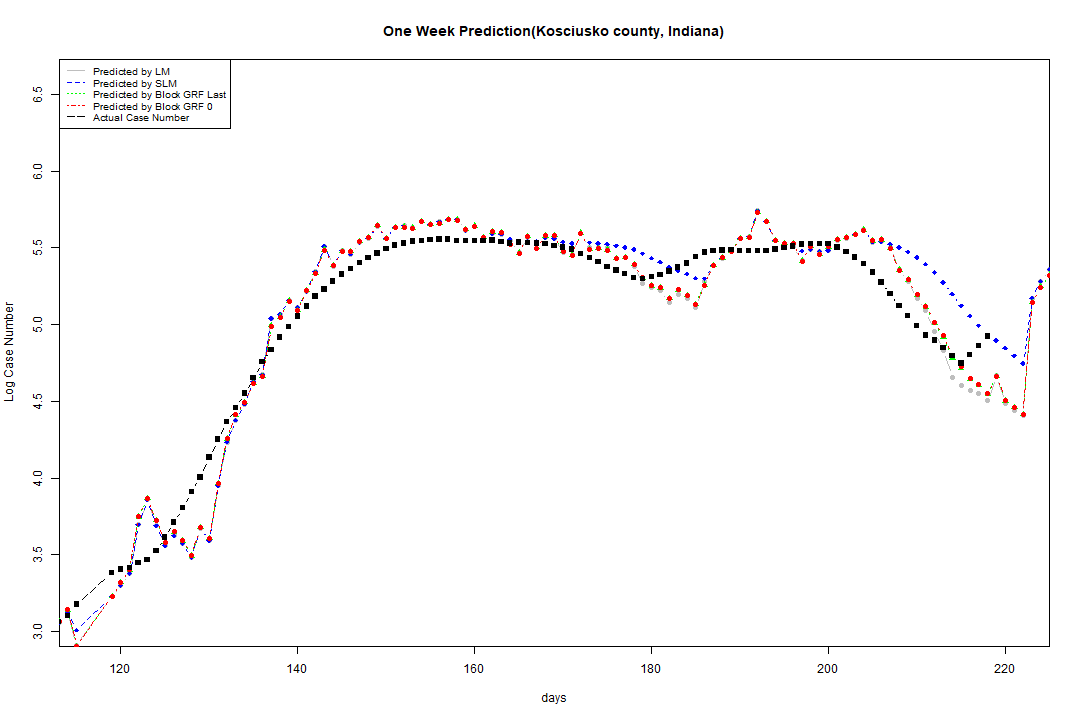 One Week Prediction(Kosciusko county, Indiana)
Predicted by LM
Predicted by SLM
Predicted by Block GRF Last
Predicted by Block GRF 0
Actual Case Number
6.5
6.0
5.5
5.0
4.5
4.0
3.5
3.0
Log Case Number
120 140 160 180 200 220
days